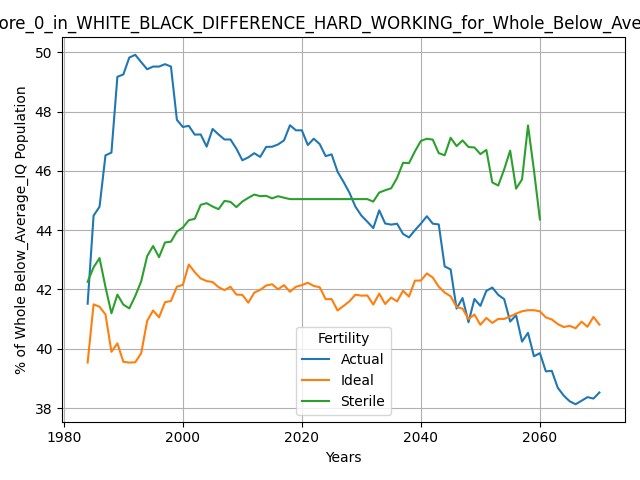 ore_0_in_WHITE_BLACK_DIFFERENCE_HARD_WORKING_for_Whole_Below_Ave
% of Whole Below_Average_IQ Population
50
48
46
44
42
40
38
Fertility
Actual
Ideal
Sterile
1980
2000
2020
2040
2060
Years